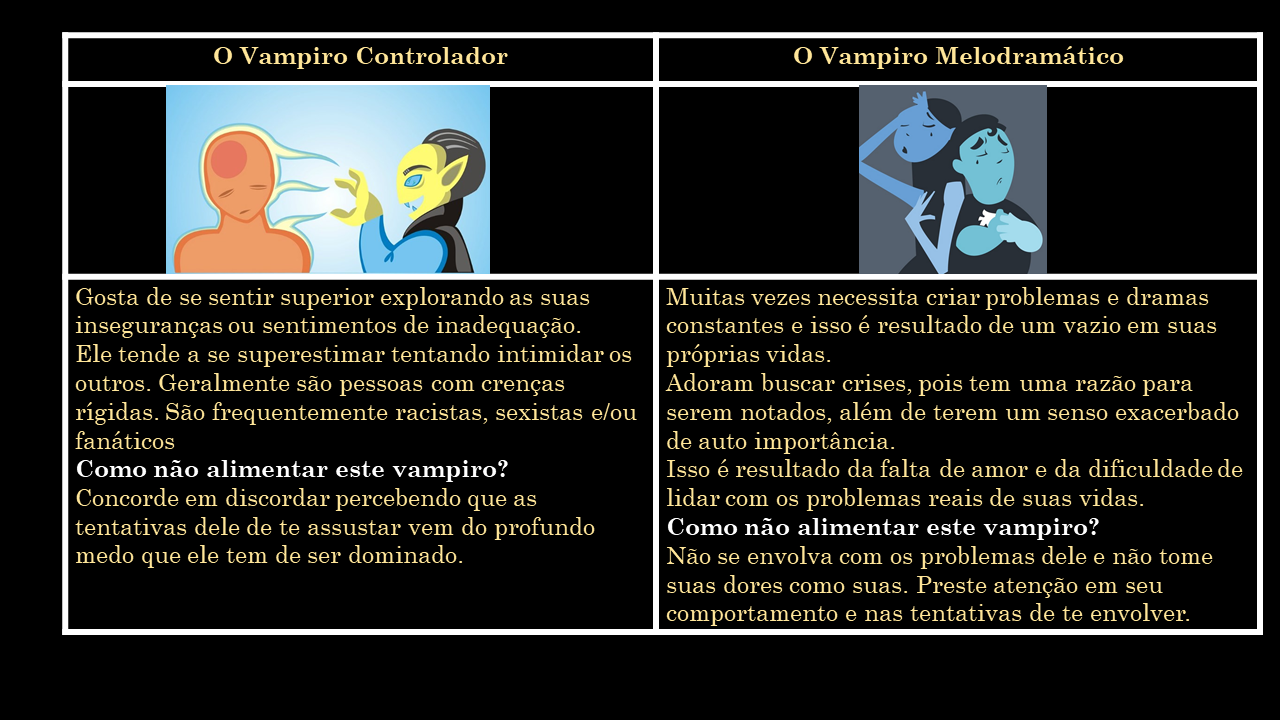 O Vampiro Controlador
O Vampiro Melodramático
Gosta de se sentir superior explorando as suas
inseguranças ou sentimentos de inadequação.
Ele tende a se superestimar tentando intimidar os
outros. Geralmente são pessoas com crenças
rígidas. São frequentemente racistas, sexistas e/ou
fanáticos
Como não alimentar este vampiro?
Concorde em discordar percebendo que as
tentativas dele de te assustar vem do profundo
medo que ele tem de ser dominado.
Muitas vezes necessita criar problemas e dramas
constantes e isso é resultado de um vazio em suas
próprias vidas.
Adoram buscar crises, pois tem uma razão para
serem notados, além de terem um senso exacerbado
de auto importância.
Isso é resultado da falta de amor e da dificuldade de
lidar com os problemas reais de suas vidas.
Como não alimentar este vampiro?
Não se envolva com os problemas dele e não tome
suas dores como suas. Preste atenção em seu
comportamento e nas tentativas de te envolver.